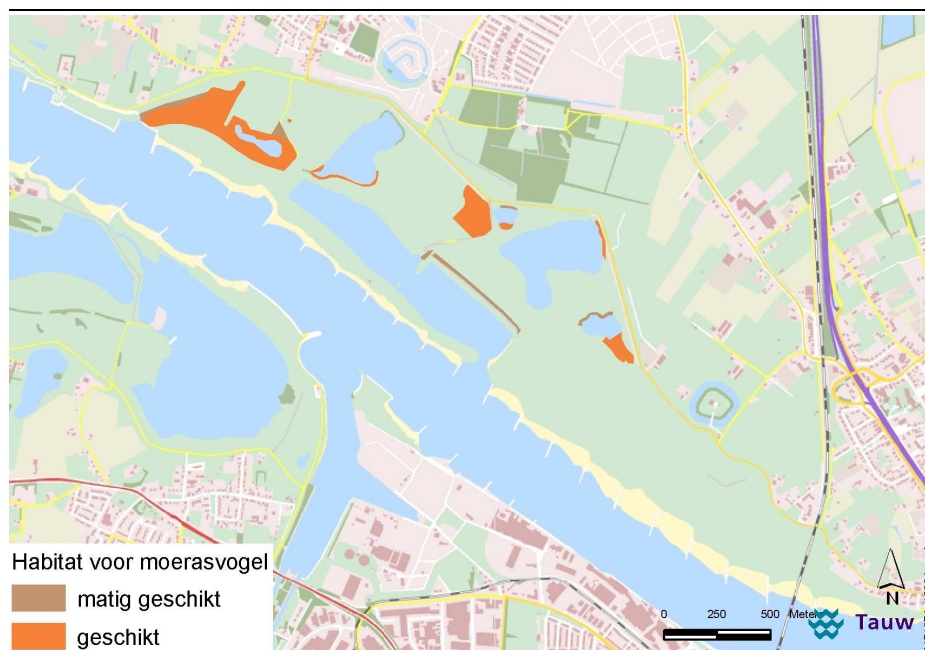 Habitat voor moerasvogel
matig geschikt
geschikt
N
0 250 500 Meter
Tauw